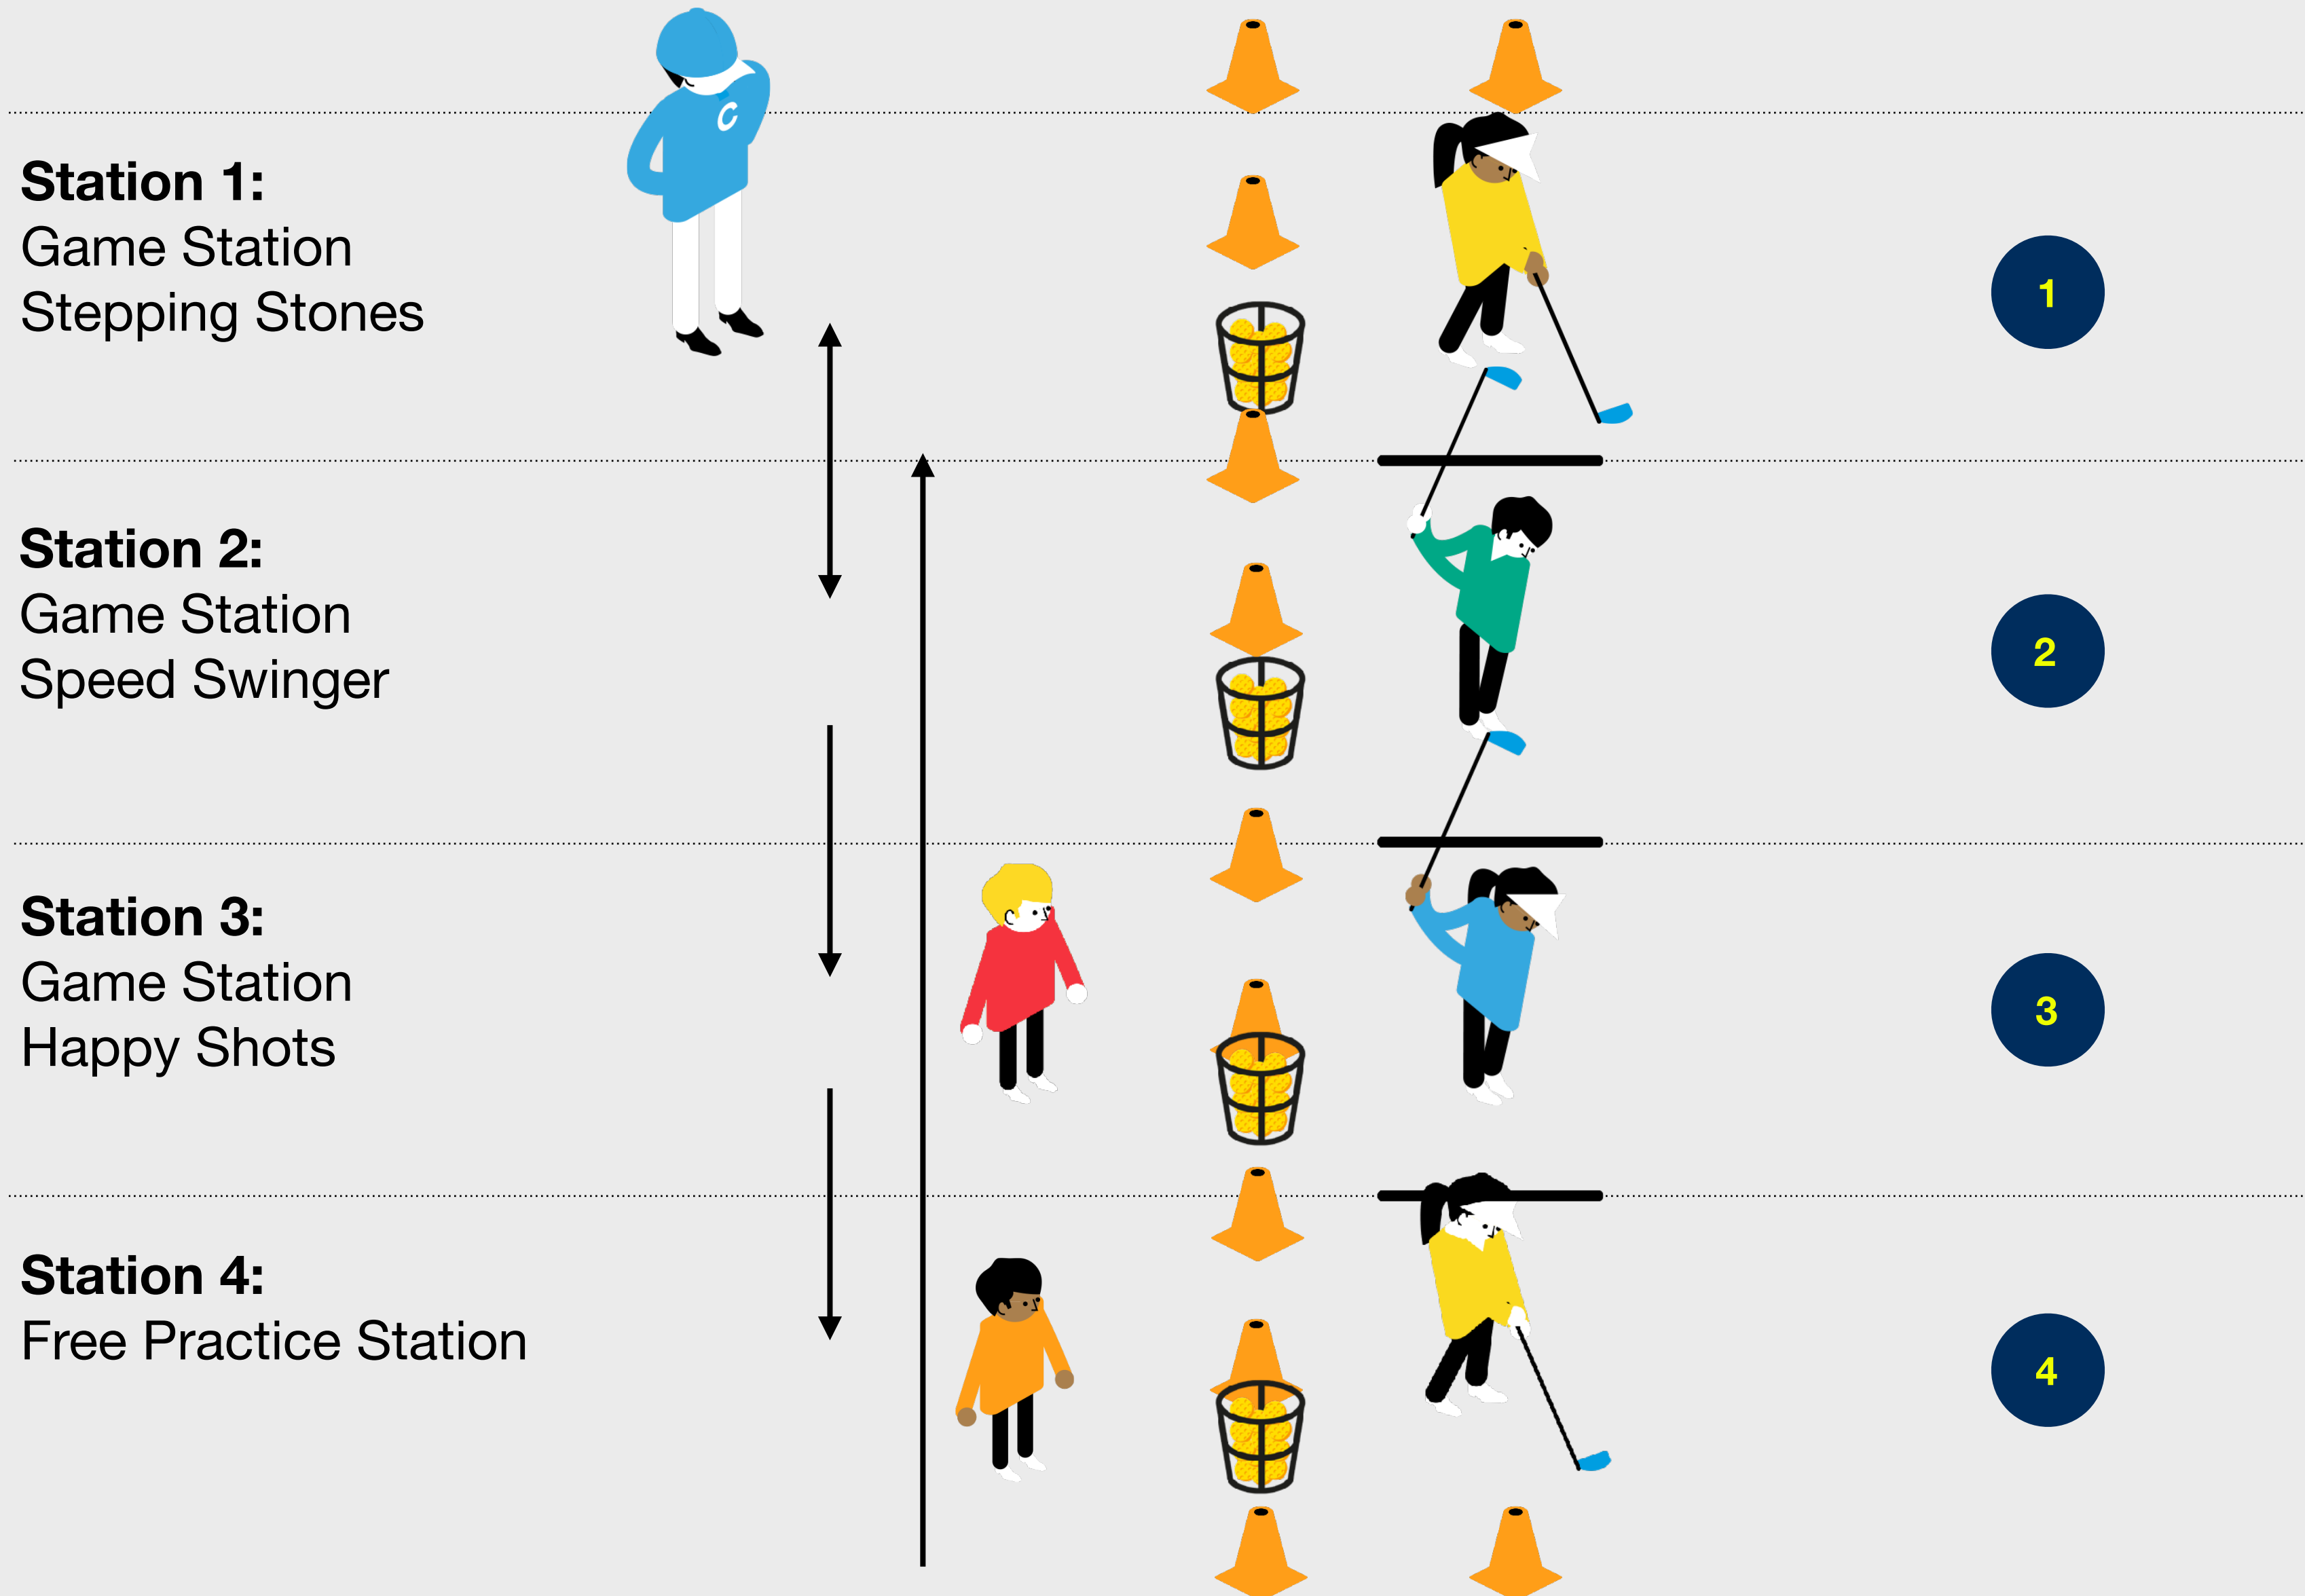 C
Station 1:
Game Station
Stepping Stones
1
Station 2:
Game Station
Speed Swinger
2
Station 3:
Game Station
Happy Shots
3
Station 4:
Free Practice Station
4